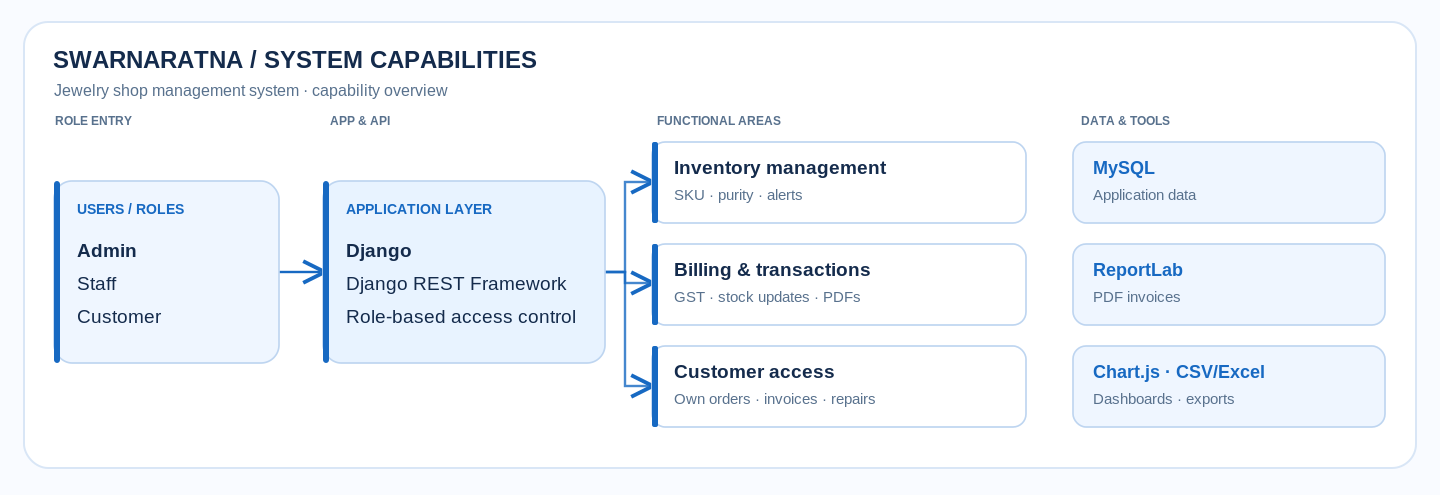 SWARNARATNA / SYSTEM CAPABILITIES
Jewelry shop management system · capability overview
ROLE ENTRY
USERS / ROLES
Admin
Staff
Customer
APP & API
APPLICATION LAYER
Django
Django REST Framework
Role-based access control
FUNCTIONAL AREAS
Inventory management
SKU · purity · alerts
Billing & transactions
GST · stock updates · PDFs
Customer access
Own orders · invoices · repairs
DATA & TOOLS
MySQL
Application data
ReportLab
PDF invoices
Chart.js · CSV/Excel
Dashboards · exports